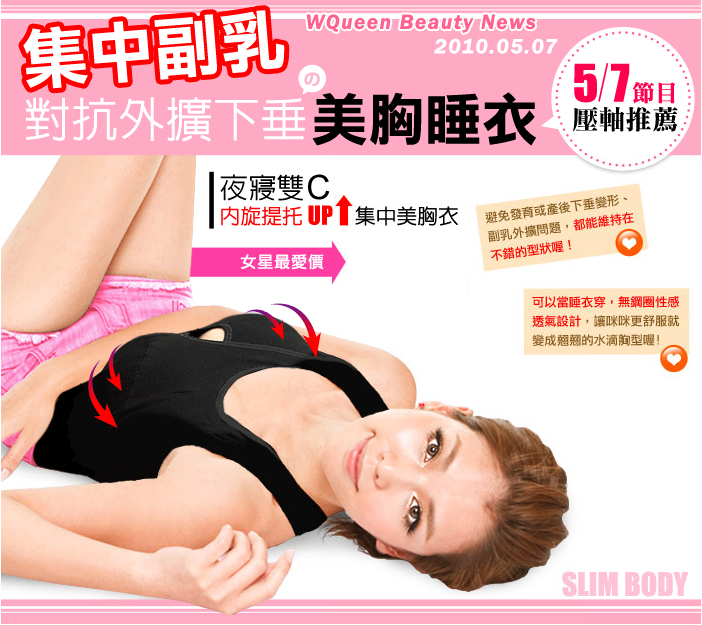 WQueen Beauty News
2010.05.07
集中副乳
の
對抗外擴下垂美胸睡衣
5/7節目
壓軸推薦
夜寢雙C
内旋提托 UP 集中美胸衣
女星最愛價
避免發育或產後下垂變形、
副乳外擴問題,都能維持在
不錯的型狀喔!
可以當睡衣穿,無鋼圈性感
透氣設計,讓咪咪更舒服就
變成翹翹的水滴胸型喔!
SLIM BODY